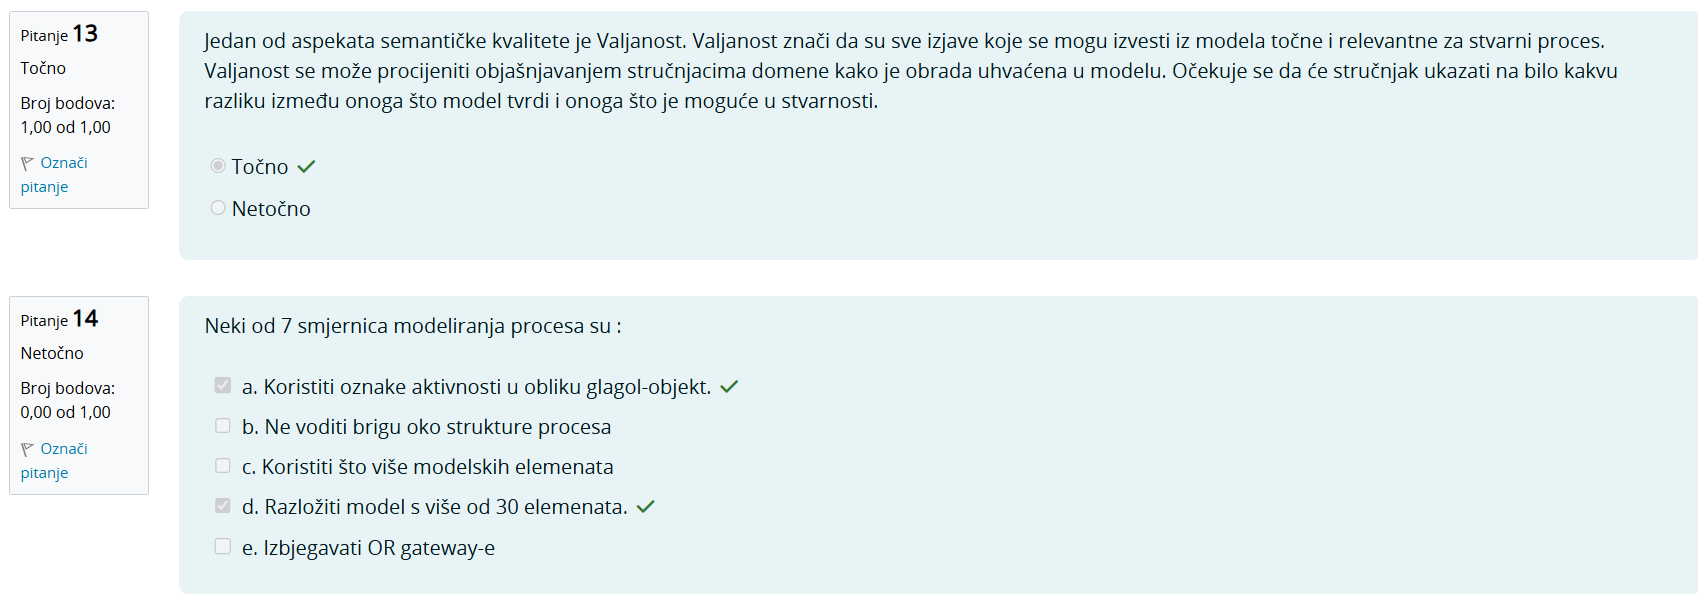 Pitanje 13
Točno
Broj bodova:
1,00 od 1,00
Označi
pitanje
Jedan od aspekata semantičke kvalitete je Valjanost. Valjanost znači da su sve izjave koje se mogu izvesti iz modela točne i relevantne za stvarni proces.
Valjanost se može procijeniti objašnjavanjem stručnjacima domene kako je obrada uhvaćena u modelu. Očekuje se da će stručnjak ukazati na bilo kakvu
razliku između onoga što model tvrdi i onoga što je moguće u stvarnosti.
Točno
Netočno
Pitanje 14
Netočno
Broj bodova:
0,00 od 1,00
Označi
pitanje
Neki od 7 smjernica modeliranja procesa su :
a. Koristiti oznake aktivnosti u obliku glagol-objekt.
b. Ne voditi brigu oko strukture procesa
c. Koristiti što više modelskih elemenata
d. Razložiti model s više od 30 elemenata.
e. Izbjegavati OR gateway-e